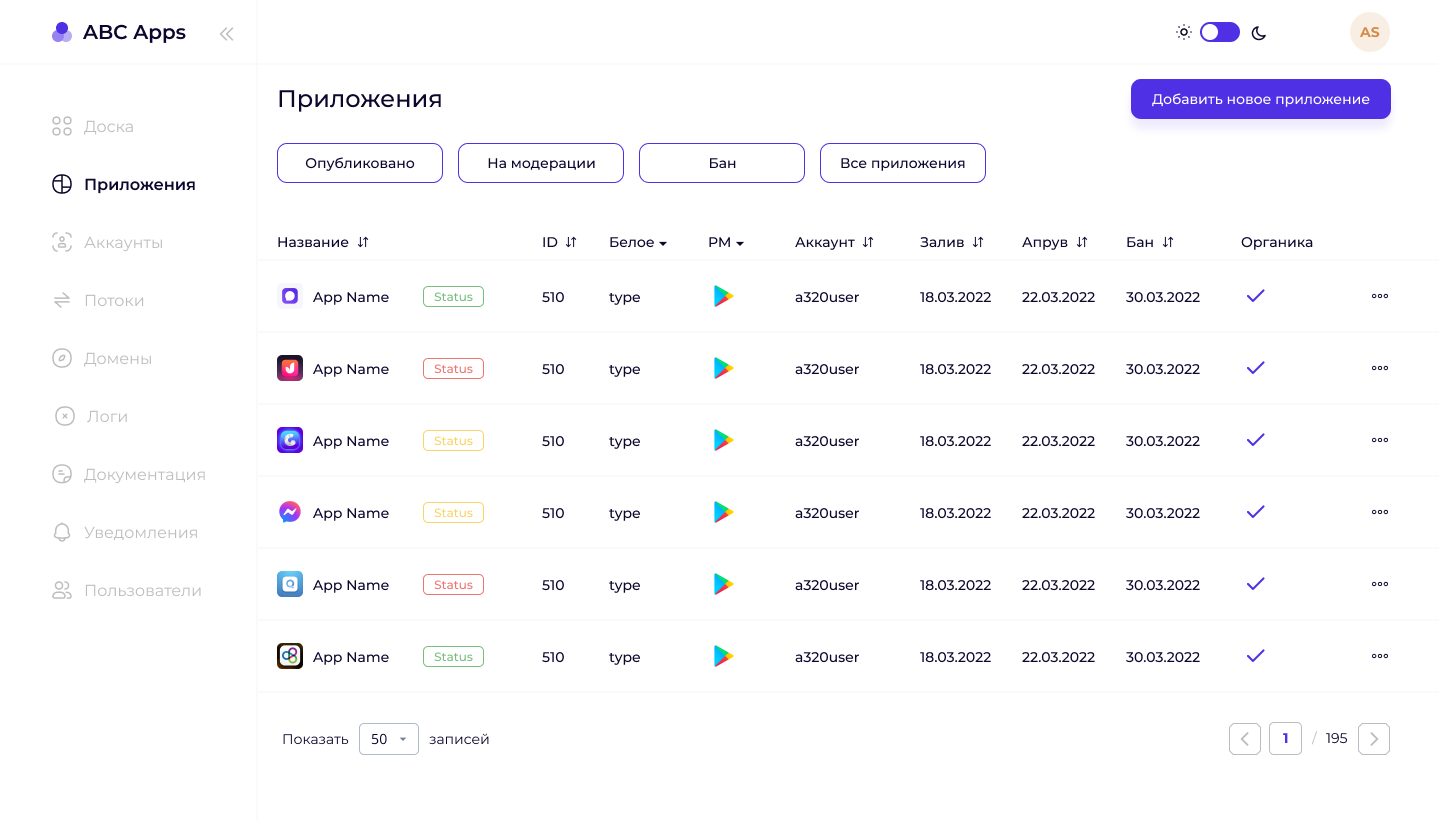 ABC Apps
AS
Доска
Приложения
Аккаунты
Потоки
Домены
Логи
Документация
Уведомления
Пользователи
Приложения
Добавить новое приложение
Опубликовано На модерации Бан Все приложения
Название ID Белое PM Аккаунт Залив Апрув Бан Органика
App Name Status 510 type a320user 18.03.2022 22.03.2022 30.03.2022
App Name Status 510 type a320user 18.03.2022 22.03.2022 30.03.2022
App Name Status 510 type a320user 18.03.2022 22.03.2022 30.03.2022
App Name Status 510 type a320user 18.03.2022 22.03.2022 30.03.2022
App Name Status 510 type a320user 18.03.2022 22.03.2022 30.03.2022
App Name Status 510 type a320user 18.03.2022 22.03.2022 30.03.2022
Показать 50 записей
1 / 195